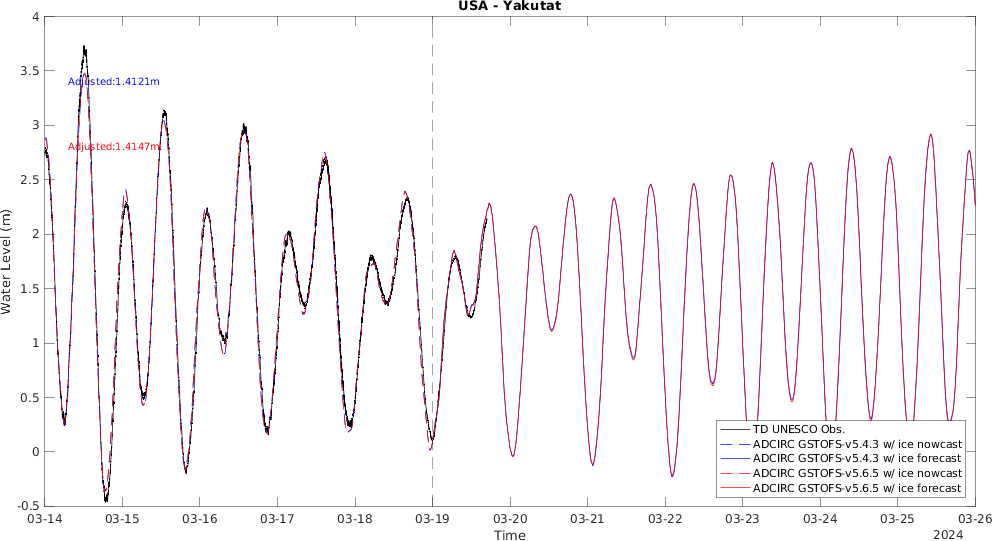 USA - Yakutat
4
3.5
3
2.5
2
1.5
1
0.5
0
-0.5
Water Level (m)
Adjusted:1.4121m
Adjusted:1.4147m
TD UNESCO Obs.
ADCIRC GSTOFS-v5.4.3 w/ ice nowcast
ADCIRC GSTOFS-v5.4.3 w/ ice forecast
ADCIRC GSTOFS-v5.6.5 w/ ice nowcast
ADCIRC GSTOFS-v5.6.5 w/ ice forecast
03-14 03-15 03-16 03-17 03-18 03-19 03-20 03-21 03-22 03-23 03-24 03-25 03-26
Time
2024